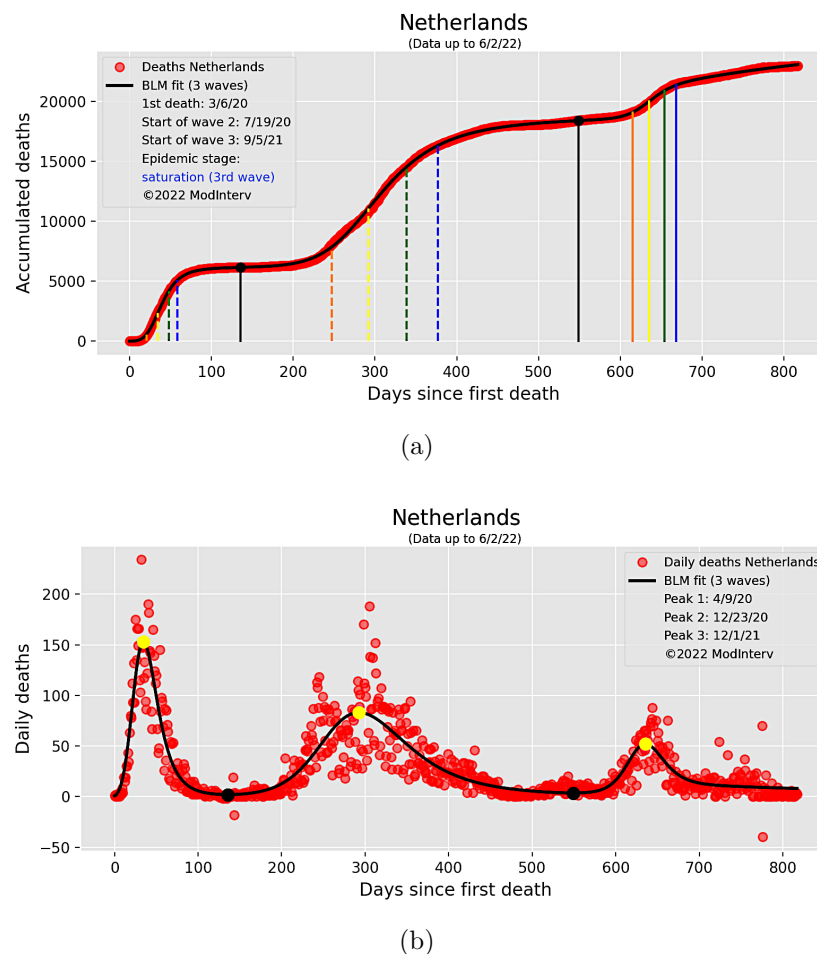 Netherlands
(Data up to 6/2/22)
Deaths Netherlands
BLM fit (3 waves)
1st death: 3/6/20
Start of wave 2: 7/19/20
Start of wave 3: 9/5/21
Epidemic stage:
saturation (3rd wave)
©2022 ModInterv
Accumulated deaths
20000
15000
10000
5000
0
0 100 200 300 400 500 600 700 800
Days since first death
(a)
Netherlands
(Data up to 6/2/22)
Daily deaths Netherlands
BLM fit (3 waves)
Peak 1: 4/9/20
Peak 2: 12/23/20
Peak 3: 12/1/21
©2022 ModInterv
Daily deaths
200
150
100
50
0
−50
0 100 200 300 400 500 600 700 800
Days since first death
(b)